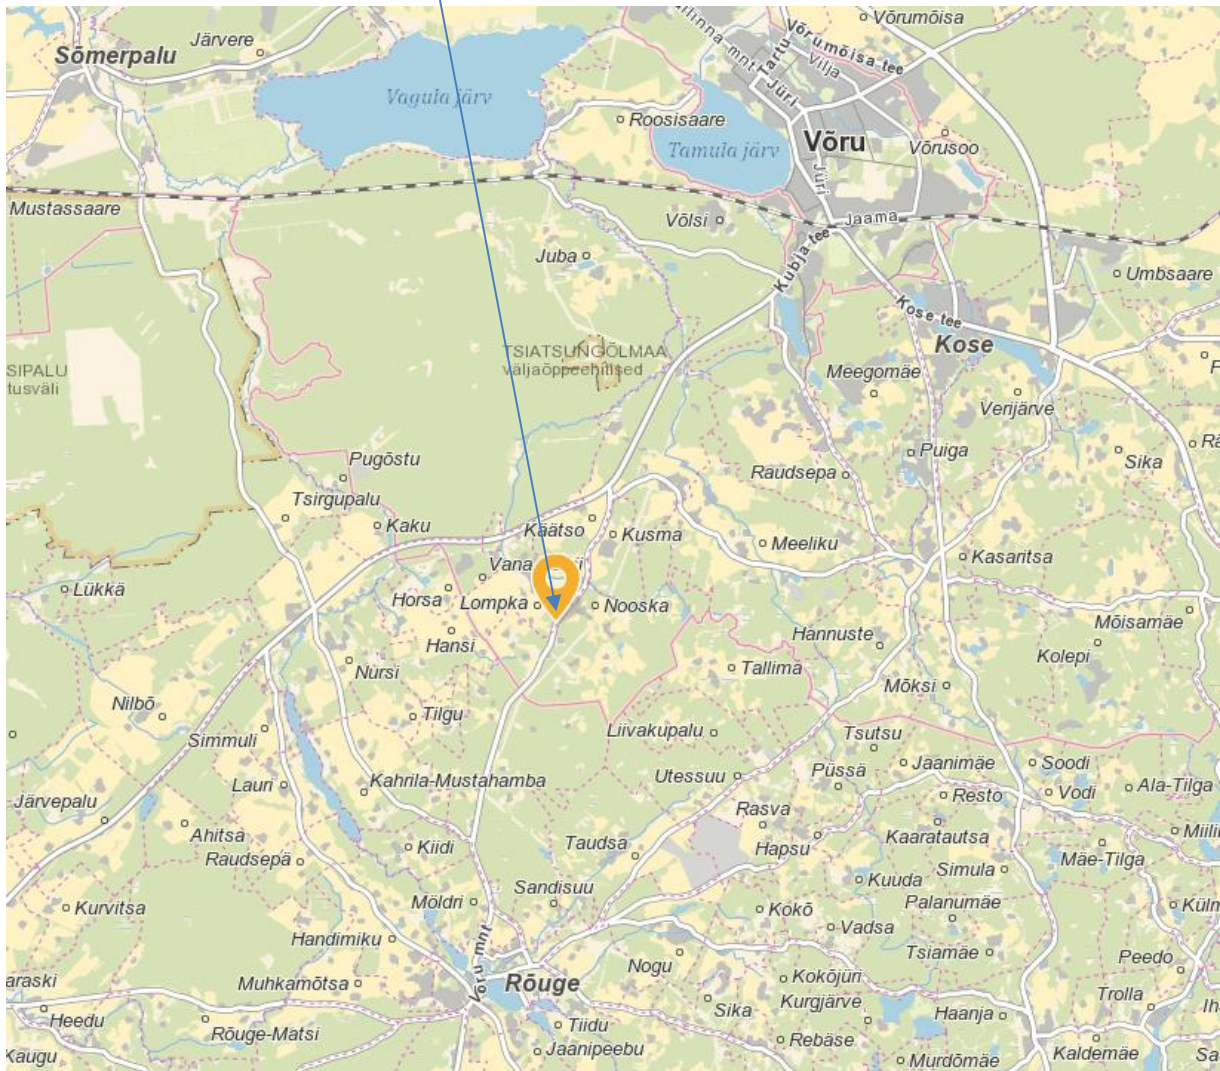 Võrumõisa
Järvere
Sõmerpalu
Tallinna mnt
Tartu
Võrumõisa tee
Vilja
Jüri
Vagula järv
Roosisaare
Tamula järv
Võru
Võrusoo
Jüri
Mustassaare
Võlsi
Jaama
Kubja tee
Juba
Umbsaare
Kose tee
Kose
TSIATSUNGÕLMAA
väljaõppeehitised
SIPALU
tusväli
Meegomäe
Verijärve
Puiga
Sika
Pugõstu
Raudsepa
Tsirgupalu
Kaku
Käätso
Kusma
Meeliku
Kasaritsa
Vana
Lükkä
Horsa
Lompka
Nooska
Mõisamäe
Hansi
Hannuste
Kolepi
Nursi
Tallima
Mõksi
Nilbõ
Tilgu
Simmuli
Liivakupalu
Tsutsu
Utessuu
Püssä
Jaanimäe
Soodi
Lauri
Kahrila-Mustahamba
Resto
Vodi
Ala-Tilga
Järvepalu
Rasva
Ahitsa
Kaaratautsa
Kiidi
Taudsa
Hapsu
Mäe-Tilga
Raudsepä
Simula
Sandisuu
Kuuda
Möldri
Palanumäe
Kurvitsa
Kokõ
Vadsa
Handimiku
Võru mnt
Tsiamäe
Nogu
Peedo
Muhkamõtsa
Rõuge
Kokõjüri
Sika
Kurgjärve
Trolla
Heedu
Rõuge-Matsi
Tiidu
Haanja
Jaanipeebu
Rebäse
Kaldemäe
Kaugu
Murdõmäe